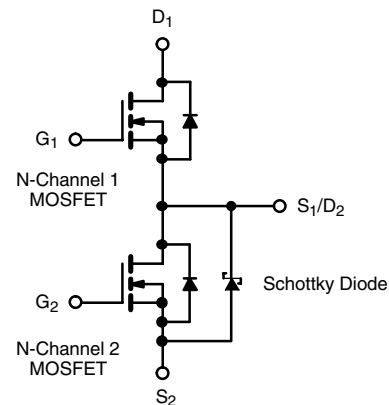 D1
G1
N-Channel 1
MOSFET
S1/D2
G2
Schottky Diode
N-Channel 2
MOSFET
S2